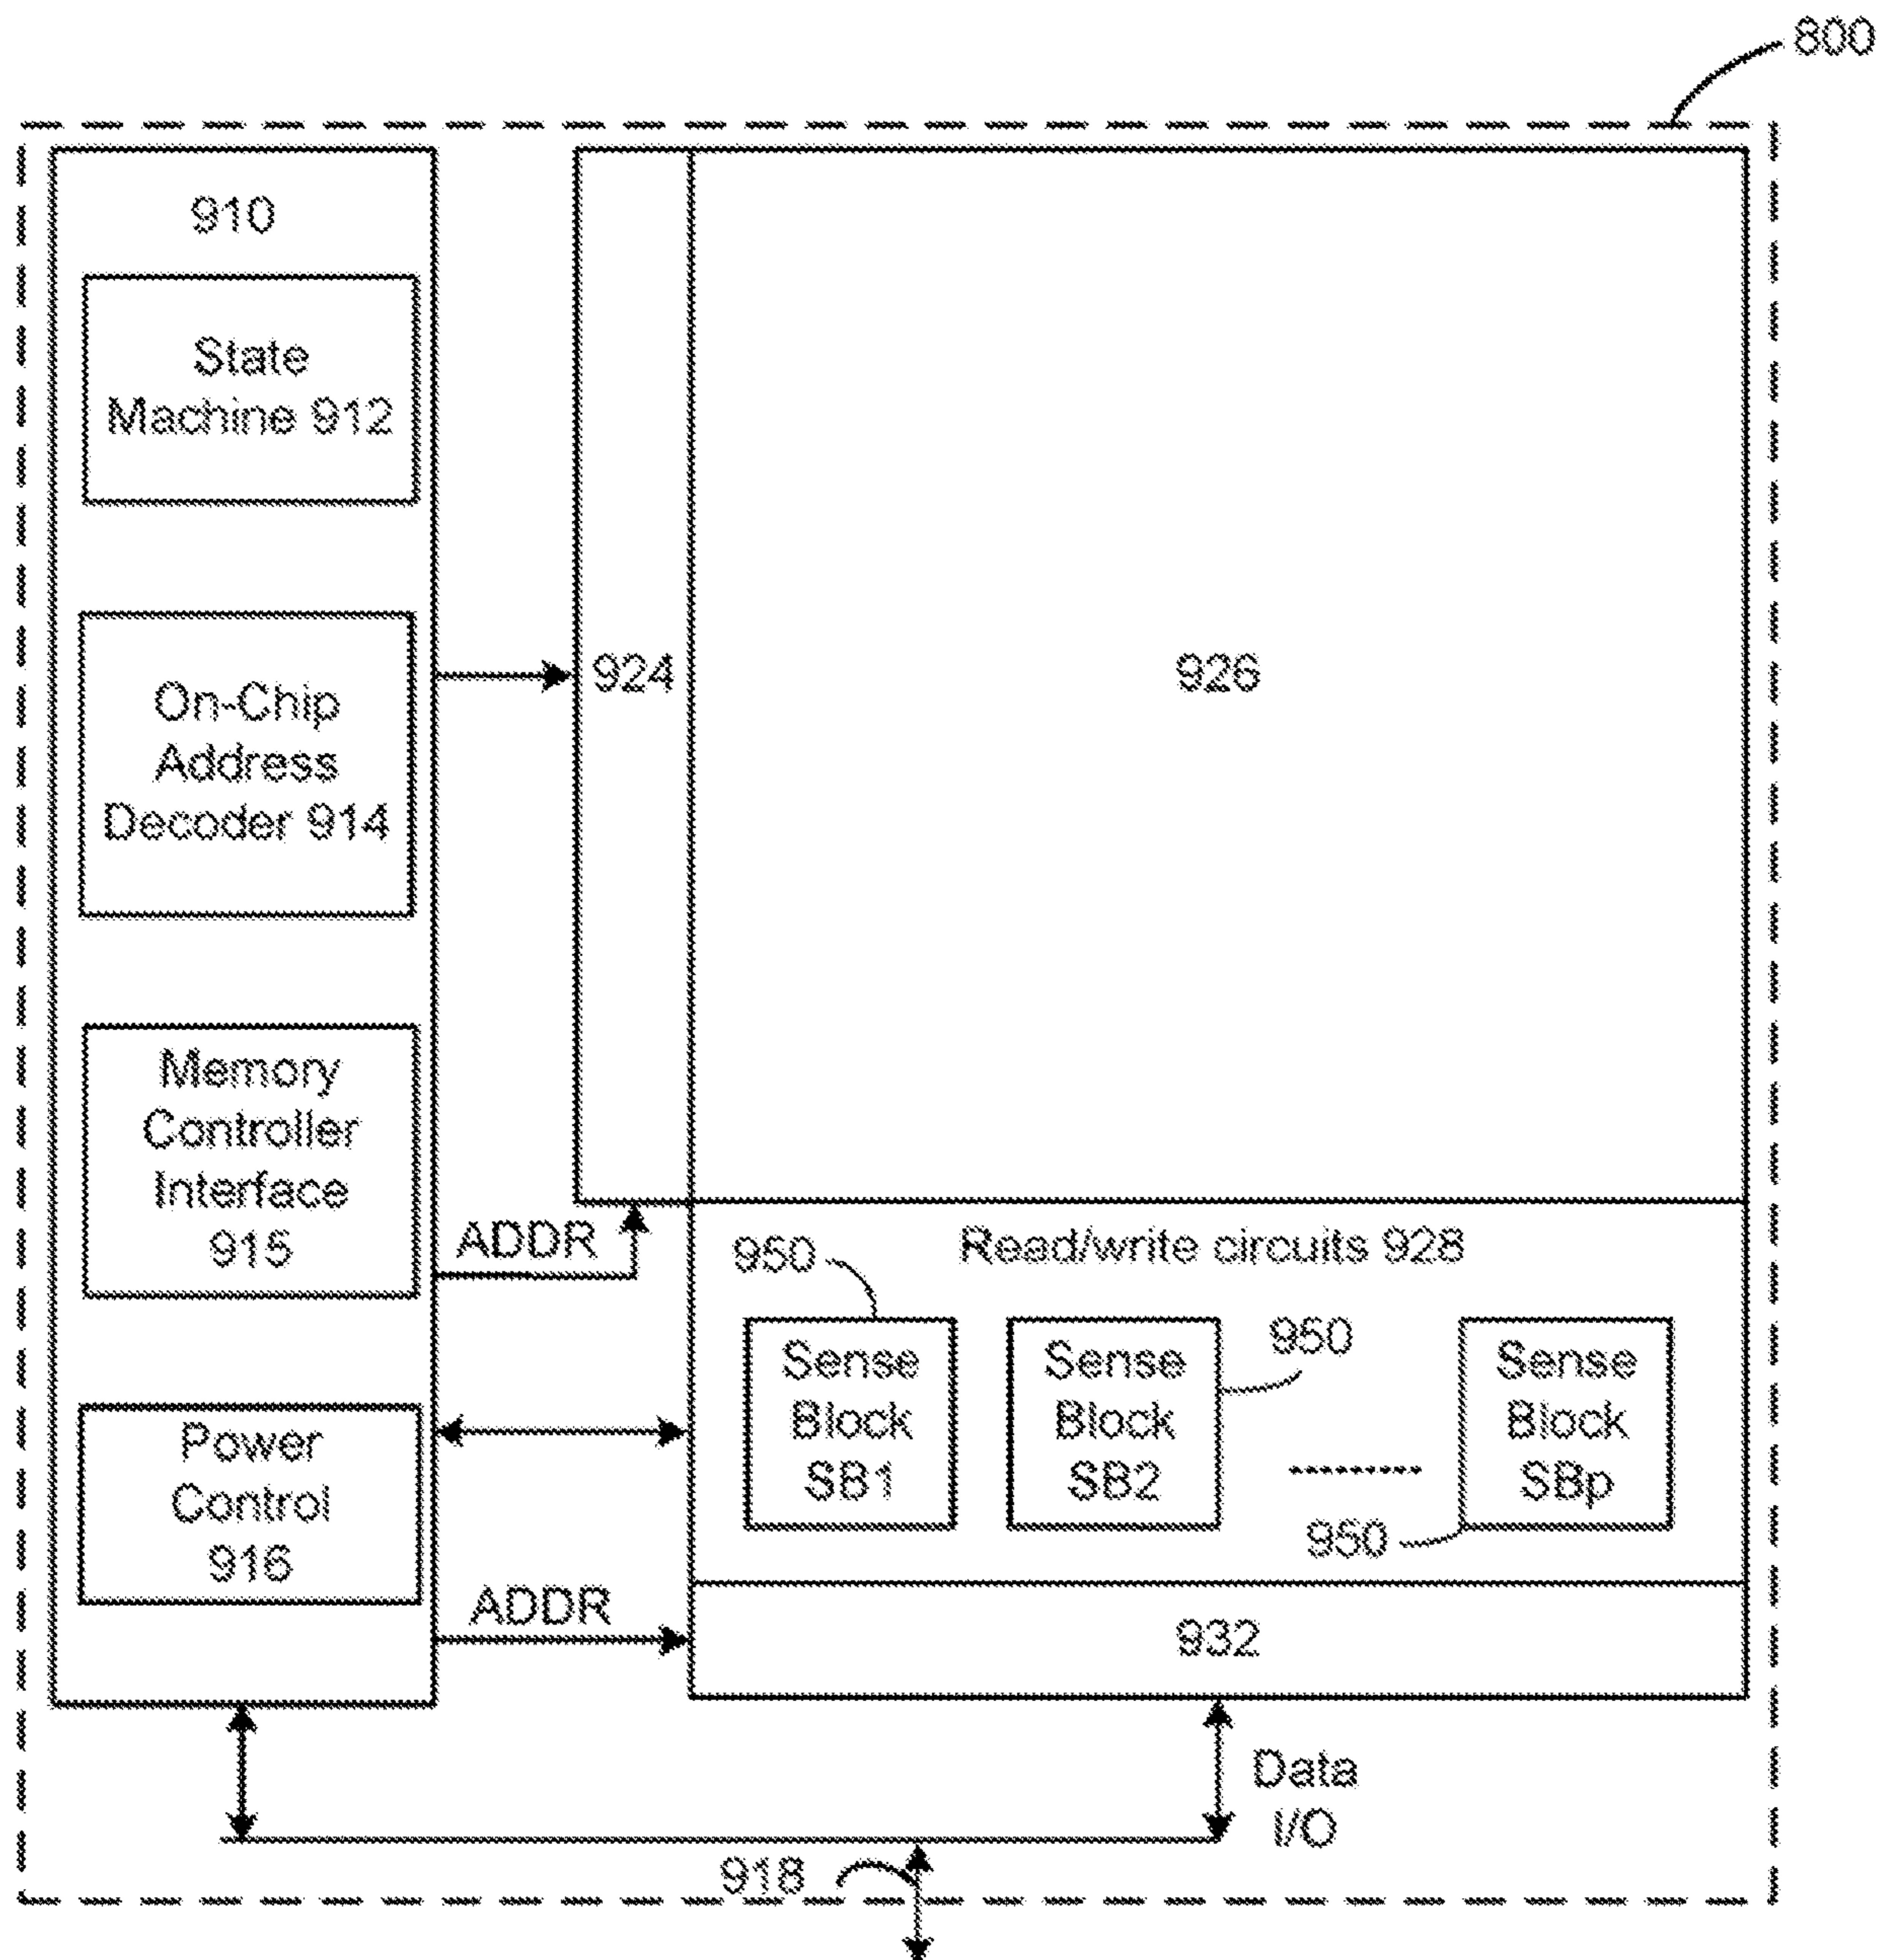 800
910
State
Machine 912
On-Chip
Address
Decoder 914
Memory
Controller
Interface
915
Power
Control
916
924
926
ADDR
Read/write circuits 928
950
Sense
Block
SB1
Sense
Block
SB2
950
Sense
Block
SBp
950
ADDR
932
Data
I/O
918